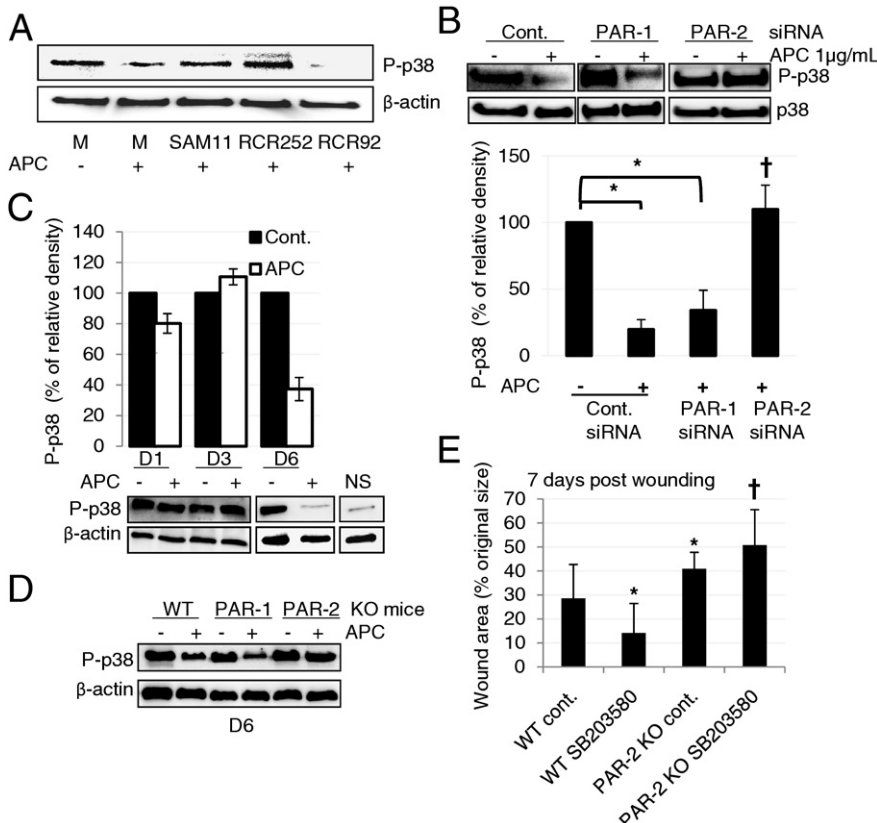 A
P-p38
β-actin
M M SAM11 RCR252 RCR92
APC - + + + +
B
Cont. PAR-1 PAR-2 siRNA
- + - + - + APC 1µg/mL
P-p38
p38
P-p38 (% of relative density)
150
100
50
0
* * †
APC - + + +
Cont. siRNA PAR-1 siRNA PAR-2 siRNA
C
P-p38 (% of relative density)
140
120
100
80
60
40
20
0
Cont.
APC
D1 D3 D6
APC - + - + - + NS
P-p38
β-actin
D
WT PAR-1 PAR-2 KO mice
- + - + - + APC
P-p38
β-actin
D6
E
7 days post wounding
Wound area (% original size)
70
60
50
40
30
20
10
0
* * †
WT cont.
WT SB203580
PAR-2 KO cont.
PAR-2 KO SB203580